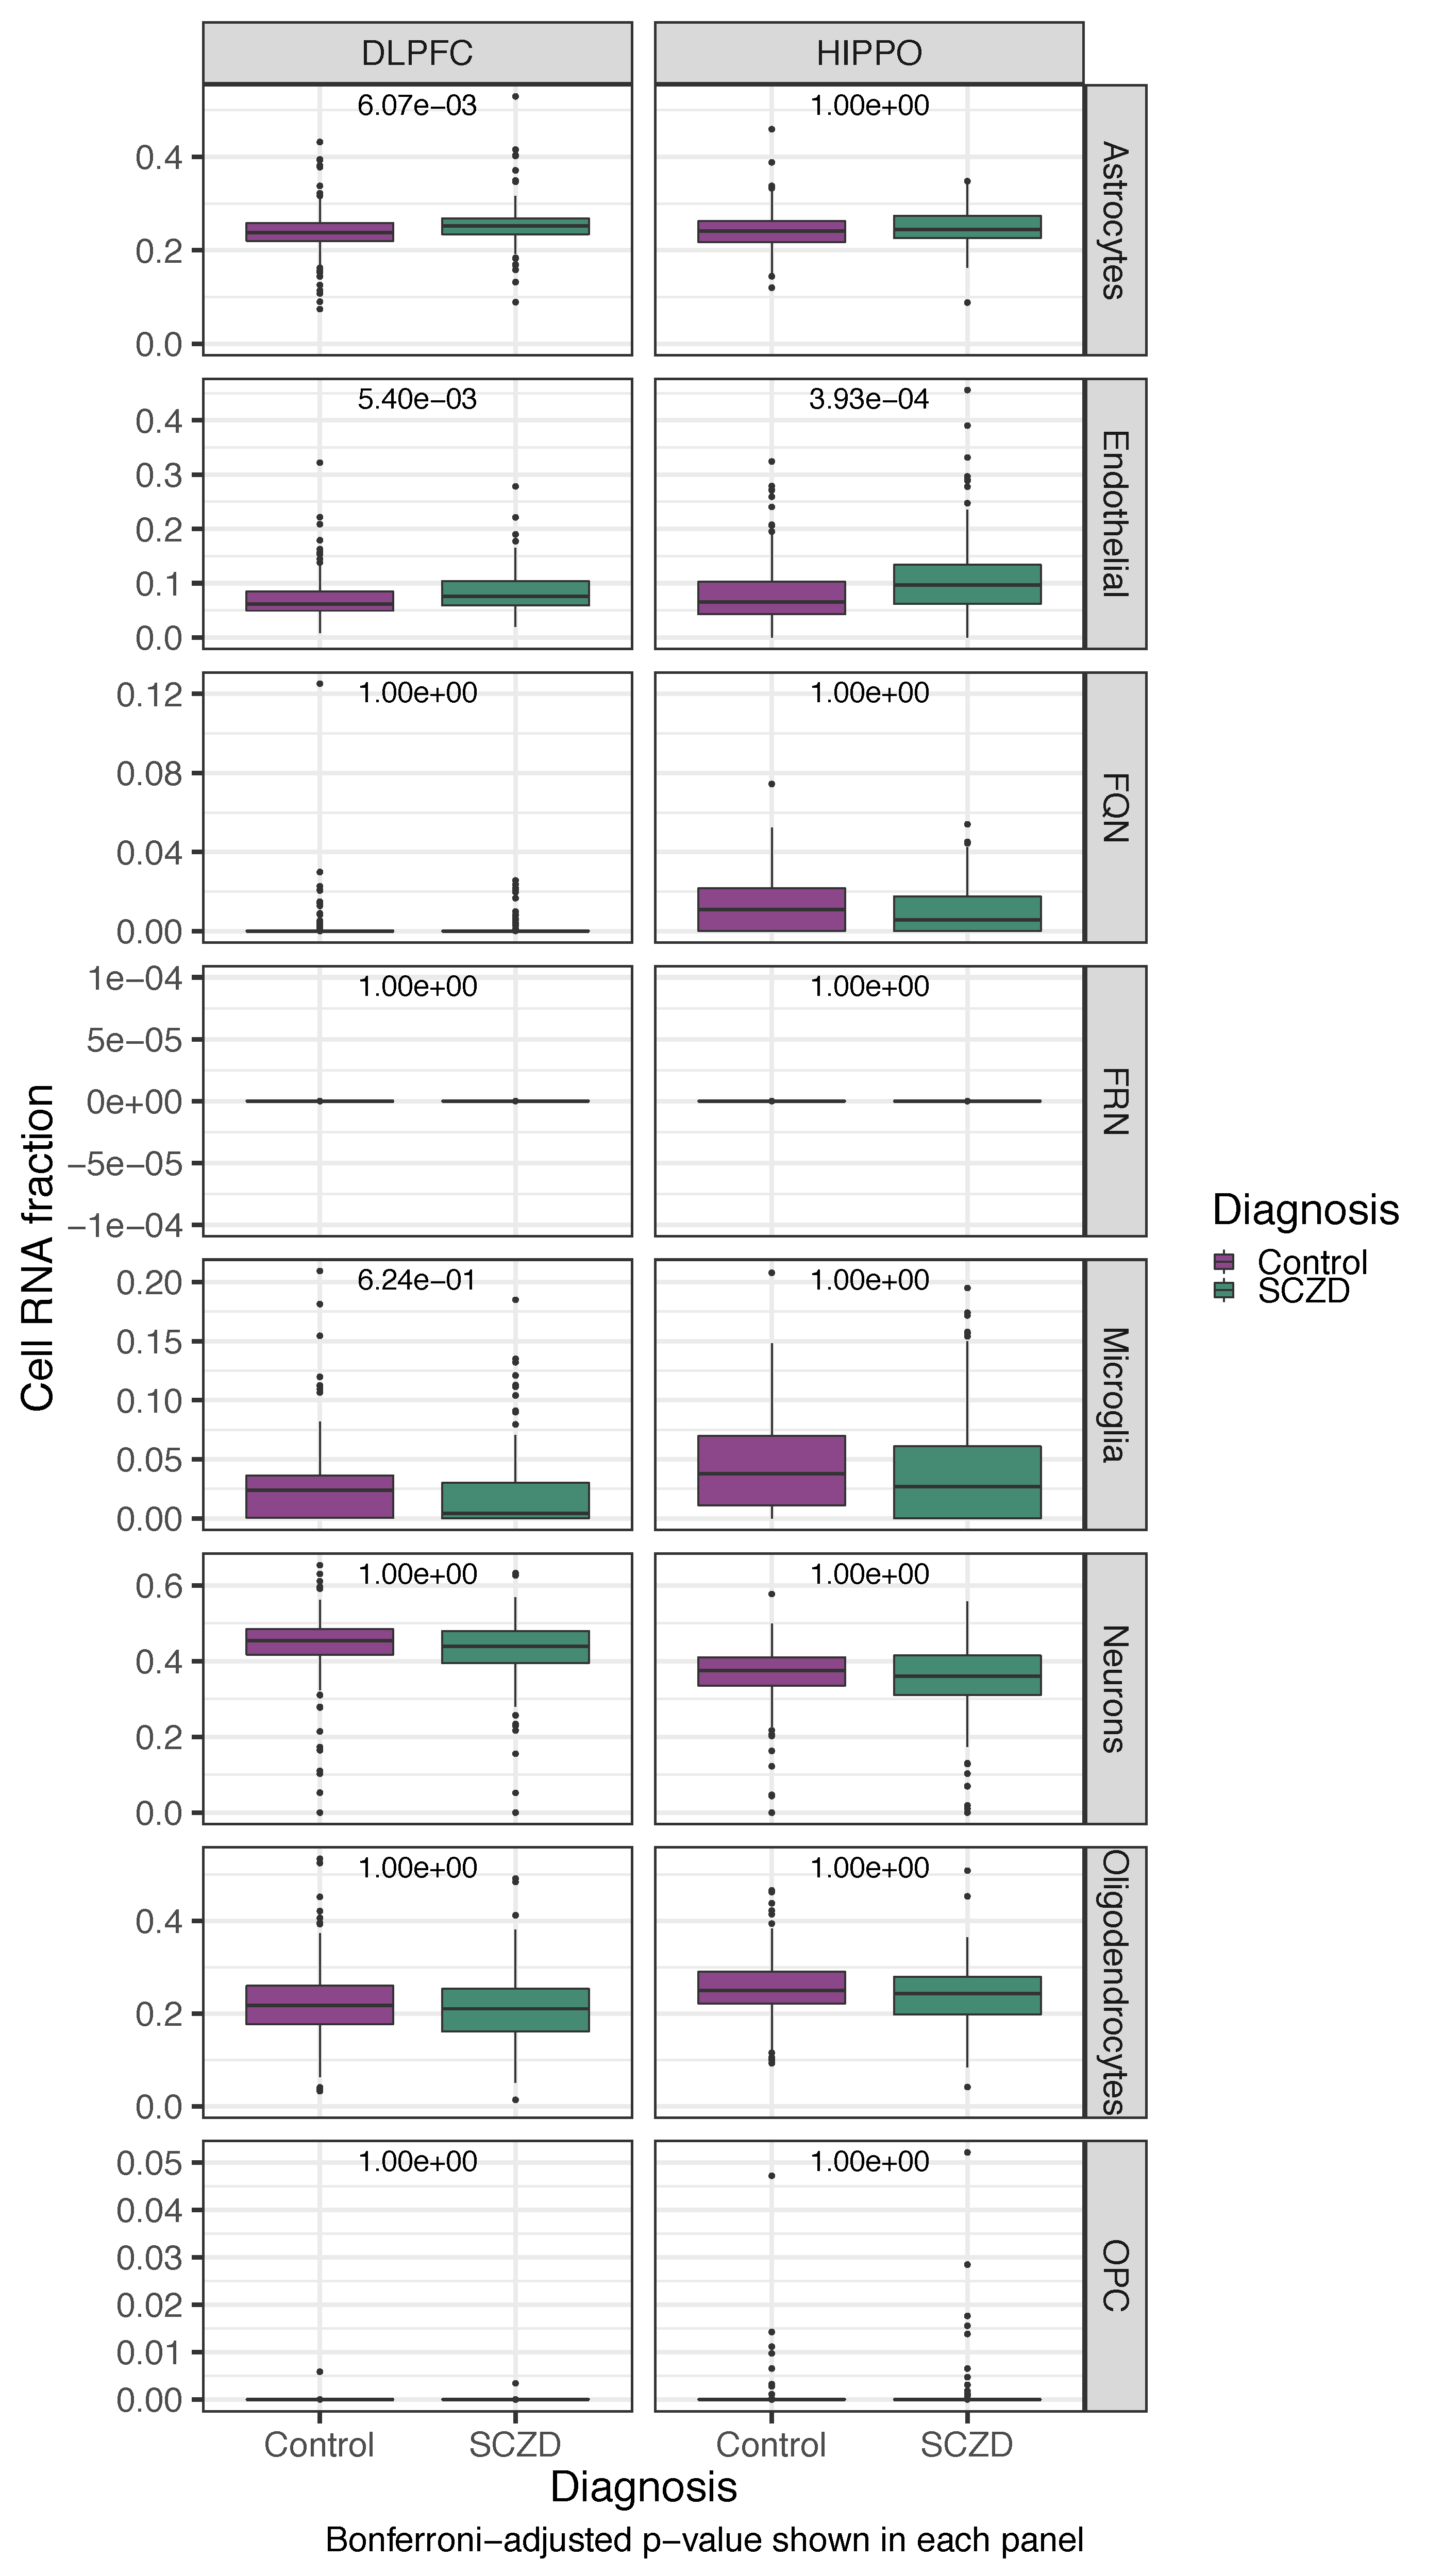 DLPFC HIPPO
6.07e−03 1.00e+00
Astrocytes
0.4
0.2
0.0
5.40e−03 3.93e−04
Endothelial
0.4
0.3
0.2
0.1
0.0
1.00e+00 1.00e+00
FQN
0.12
0.08
0.04
0.00
1.00e+00 1.00e+00
FRN
1e−04
5e−05
0e+00
−5e−05
−1e−04
6.24e−01 1.00e+00
Microglia
0.20
0.15
0.10
0.05
0.00
1.00e+00 1.00e+00
Neurons
0.6
0.4
0.2
0.0
1.00e+00 1.00e+00
Oligodendrocytes
0.4
0.2
0.0
1.00e+00 1.00e+00
OPC
0.05
0.04
0.03
0.02
0.01
0.00
Control SCZD Control SCZD
Diagnosis
Bonferroni−adjusted p−value shown in each panel
Cell RNA fraction
Diagnosis
Control
SCZD